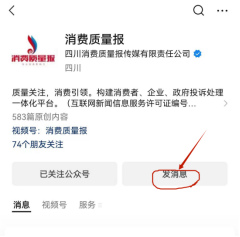 消费质量报
四川消费质量报传媒有限责任公司
四川
消费质量报
质量关注，消费引领。构建消费者、企业、政府投诉处理
一体化平台。（互联网新闻信息服务许可证编号...
583篇原创内容
视频号：消费质量报
74个朋友关注
已关注公众号
发消息
消息 视频号 服务